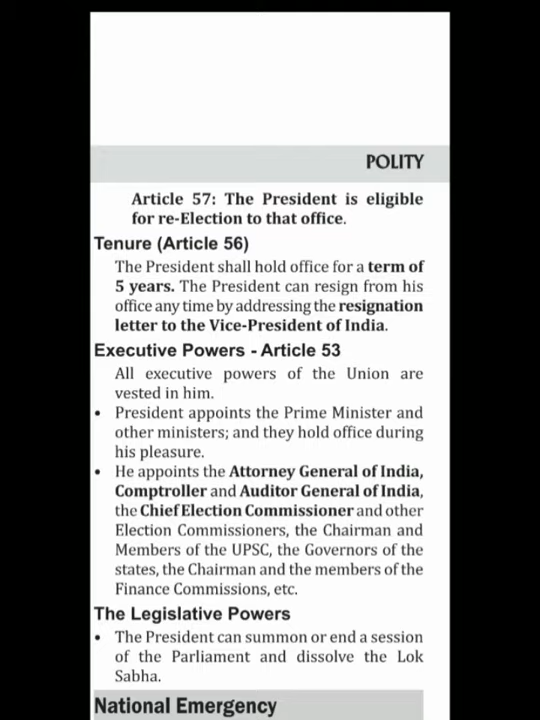 POLITY
Article 57: The President is eligible
for re-Election to that office.
Tenure (Article 56)
The President shall hold office for a term of
5 years. The President can resign from his
office any time by addressing the resignation
letter to the Vice-President of India.
Executive Powers - Article 53
All executive powers of the Union are
vested in him.
• President appoints the Prime Minister and
other ministers; and they hold office during
his pleasure.
• He appoints the Attorney General of India,
Comptroller and Auditor General of India,
the Chief Election Commissioner and other
Election Commissioners, the Chairman and
Members of the UPSC, the Governors of the
states, the Chairman and the members of the
Finance Commissions, etc.
The Legislative Powers
• The President can summon or end a session
of the Parliament and dissolve the Lok
Sabha.
National Emergency